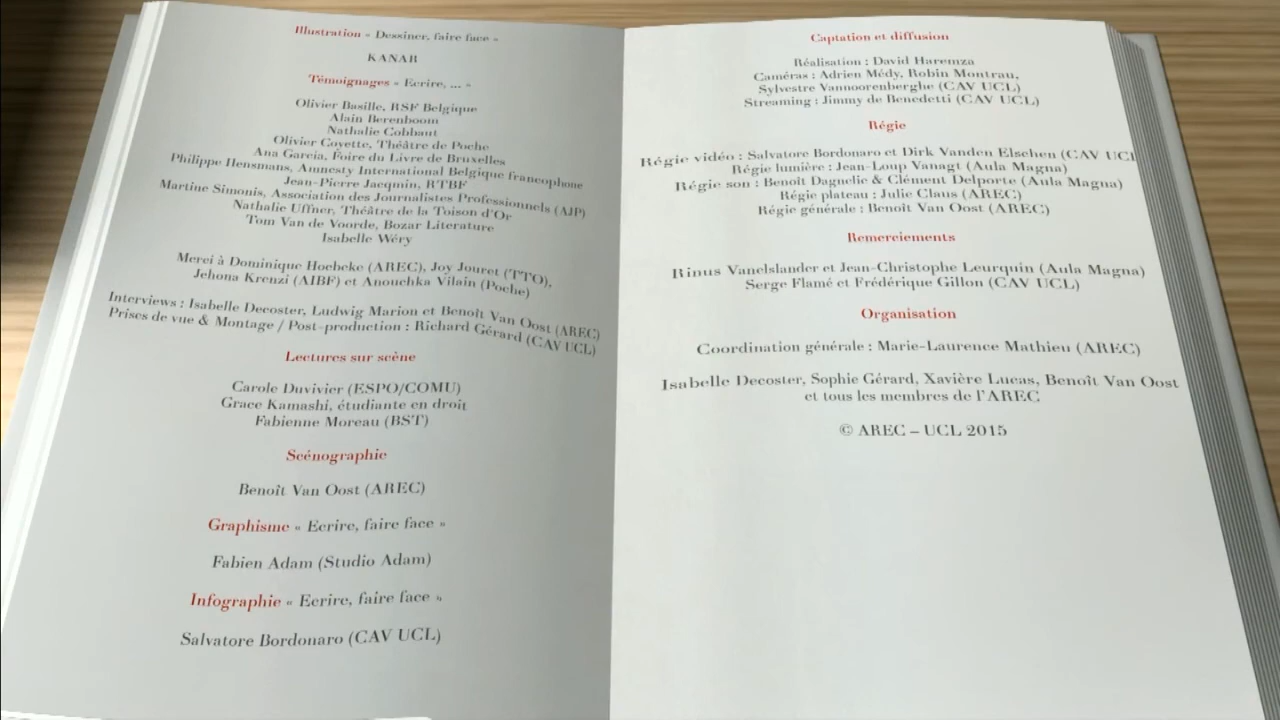 Illustration « Dessiner, faire face »
KANAR
Témoignages « Ecrire, ... »
Olivier Basille, RSF Belgique
Alain Berenboom
Nathalie Cobbaut
Olivier Coyette, Théâtre de Poche
Ana Garcia, Foire du Livre de Bruxelles
Philippe Hensmans, Amnesty International Belgique francophone
Jean-Pierre Jacqmin, RTBF
Martine Simonis, Association des Journalistes Professionnels (AJP)
Nathalie Uffner, Théâtre de la Toison d'Or
Tom Van de Voorde, Bozar Literature
Isabelle Wéry
Merci à Dominique Hoebeke (AREC), Joy Jouret (TTO),
Jehona Krenzi (AIBF) et Anouchka Vilain (Poche)
Interviews : Isabelle Decoster, Ludwig Marion et Benoît Van Oost (AREC)
Prises de vue & Montage / Post-production : Richard Gérard (CAV UCL)
Lectures sur scène
Carole Duvivier (ESPO/COMU)
Grace Kamashi, étudiante en droit
Fabienne Moreau (BST)
Scénographie
Benoît Van Oost (AREC)
Graphisme « Ecrire, faire face »
Fabien Adam (Studio Adam)
Infographie « Ecrire, faire face »
Salvatore Bordonaro (CAV UCL)
Captation et diffusion
Réalisation : David Haremza
Caméras : Adrien Médy, Robin Montrau,
Sylvestre Vannoorenberghe (CAV UCL)
Streaming : Jimmy de Benedetti (CAV UCL)
Régie
Régie vidéo : Salvatore Bordonaro et Dirk Vanden Elschen (CAV UCL
Régie lumière : Jean-Loup Vanagt (Aula Magna)
Régie son : Benoît Dagnelie & Clément Delporte (Aula Magna)
Régie plateau : Julie Claus (AREC)
Régie générale : Benoît Van Oost (AREC)
Remerciements
Rinus Vanelslander et Jean-Christophe Leurquin (Aula Magna)
Serge Flamé et Frédérique Gillon (CAV UCL)
Organisation
Coordination générale : Marie-Laurence Mathieu (AREC)
Isabelle Decoster, Sophie Gérard, Xavière Lucas, Benoît Van Oost
et tous les membres de l'AREC
© AREC – UCL 2015